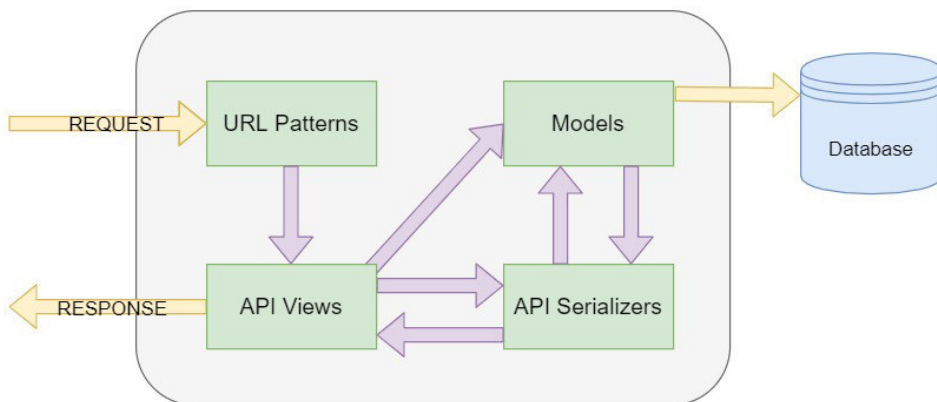 REQUEST
URL Patterns
Models
Database
RESPONSE
API Views
API Serializers